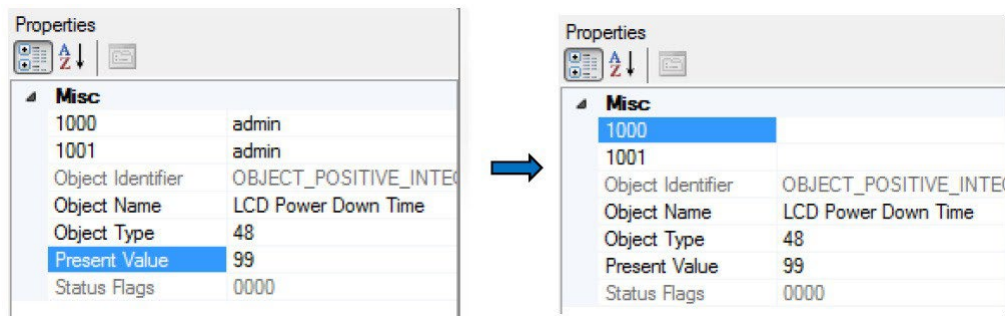 Properties
Misc
1000 admin
1001 admin
Object Identifier OBJECT_POSITIVE_INTE
Object Name LCD Power Down Time
Object Type 48
Present Value 99
Status Flags 0000
Properties
Misc
1000
1001
Object Identifier OBJECT_POSITIVE_INTE
Object Name LCD Power Down Time
Object Type 48
Present Value 99
Status Flags 0000